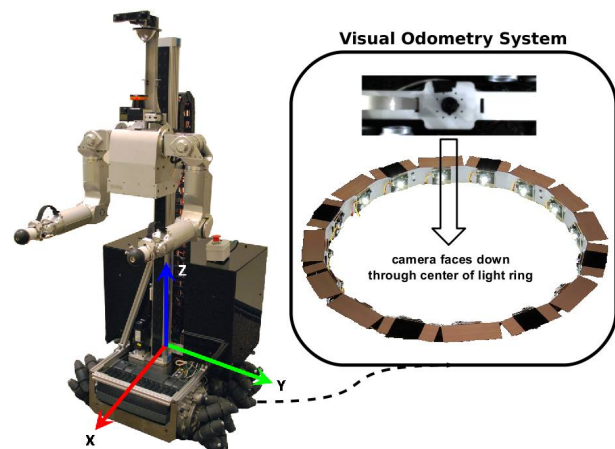 Visual Odometry System
camera faces down
through center of light ring
Z
Y
X